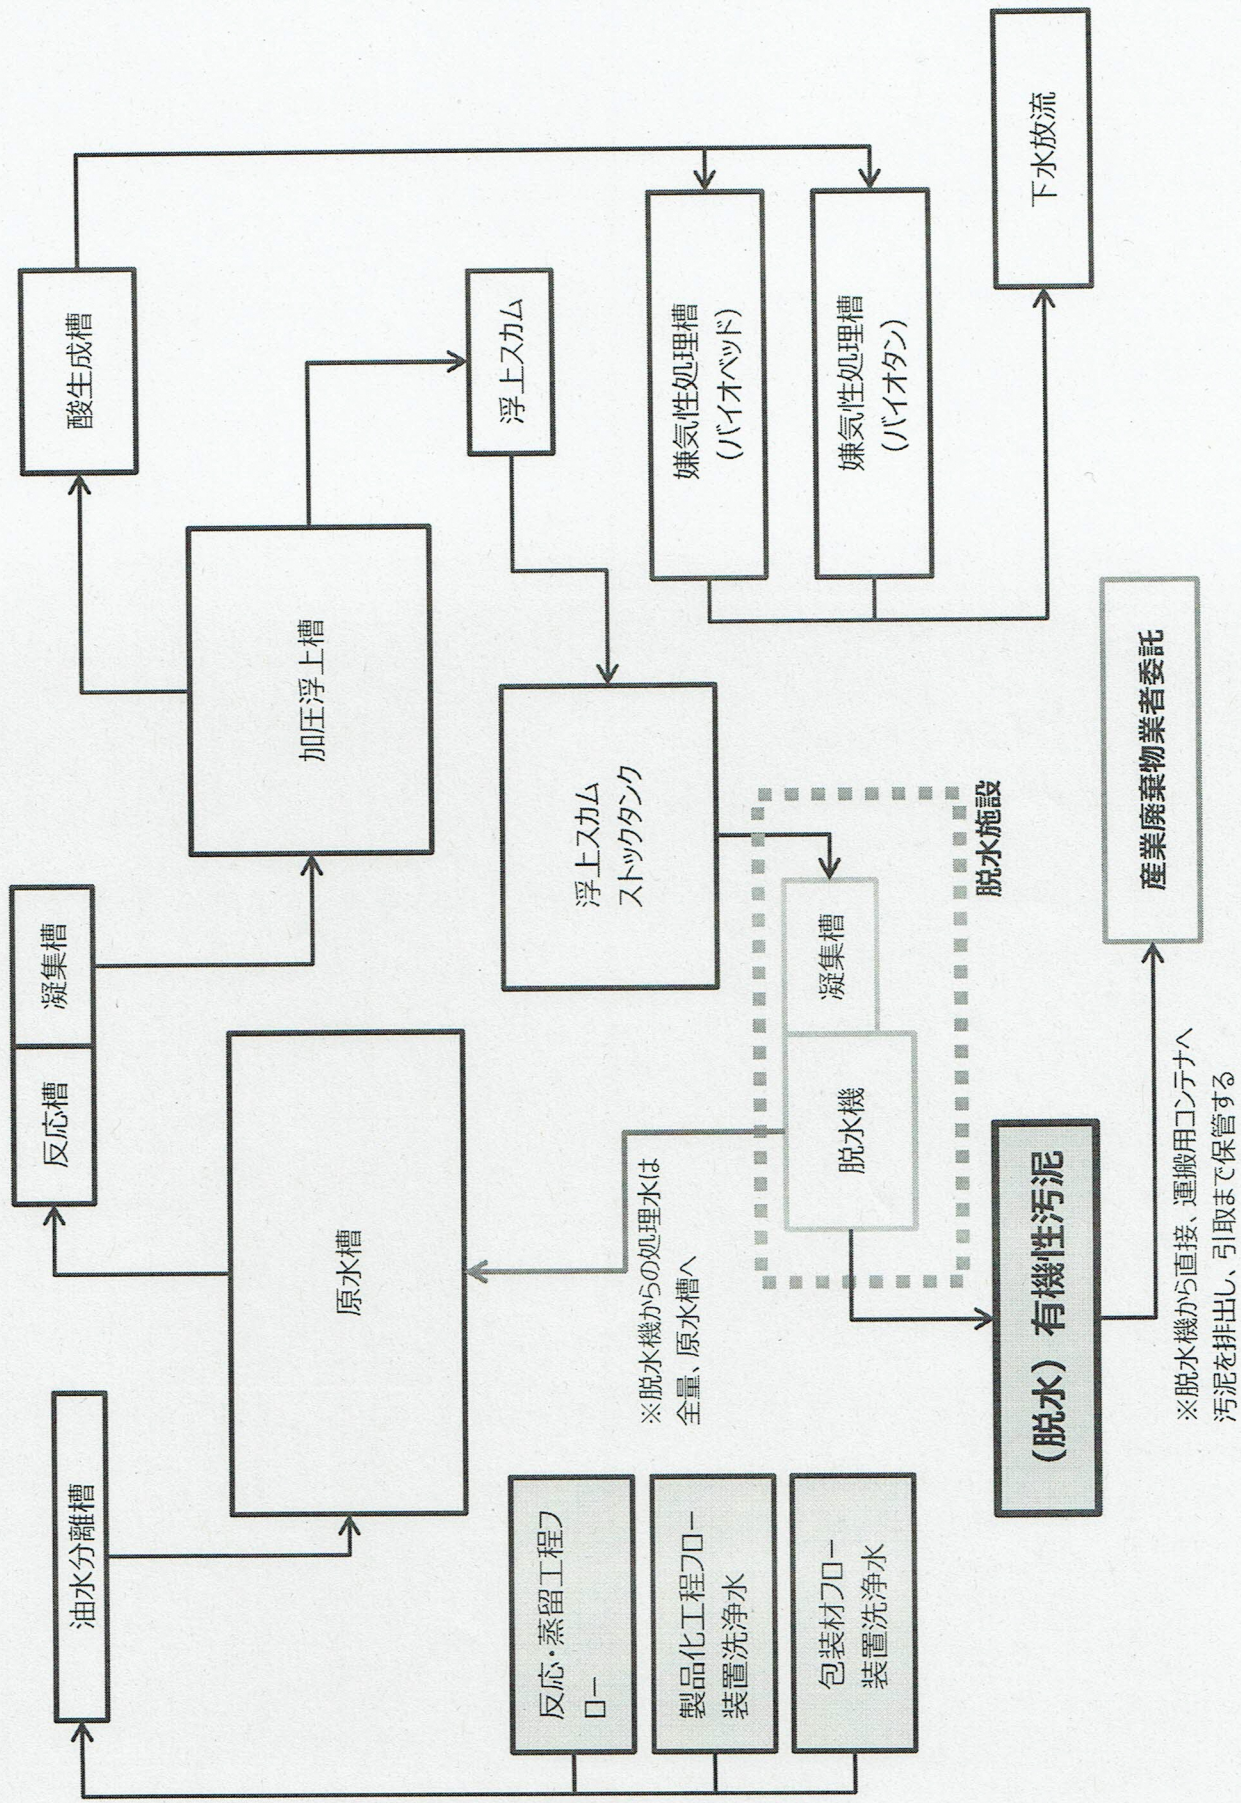 油水分離槽
反応・蒸留工程フ
ロー
製品化工程フロー
装置洗浄水
包装材フロー
装置洗浄水
原水槽
反応槽
凝集槽
加圧浮上槽
酸生成槽
浮上スカム
浮上スカム
ストックタンク
嫌気性処理槽
(バイオベッド)
嫌気性処理槽
(バイオタン)
下水放流
※脱水機からの処理水は
全量、原水槽へ
脱水機
凝集槽
脱水施設
(脱水) 有機性汚泥
産業廃棄物業者委託
※脱水機から直接、運搬用コンテナへ
汚泥を排出し、引取まで保管する